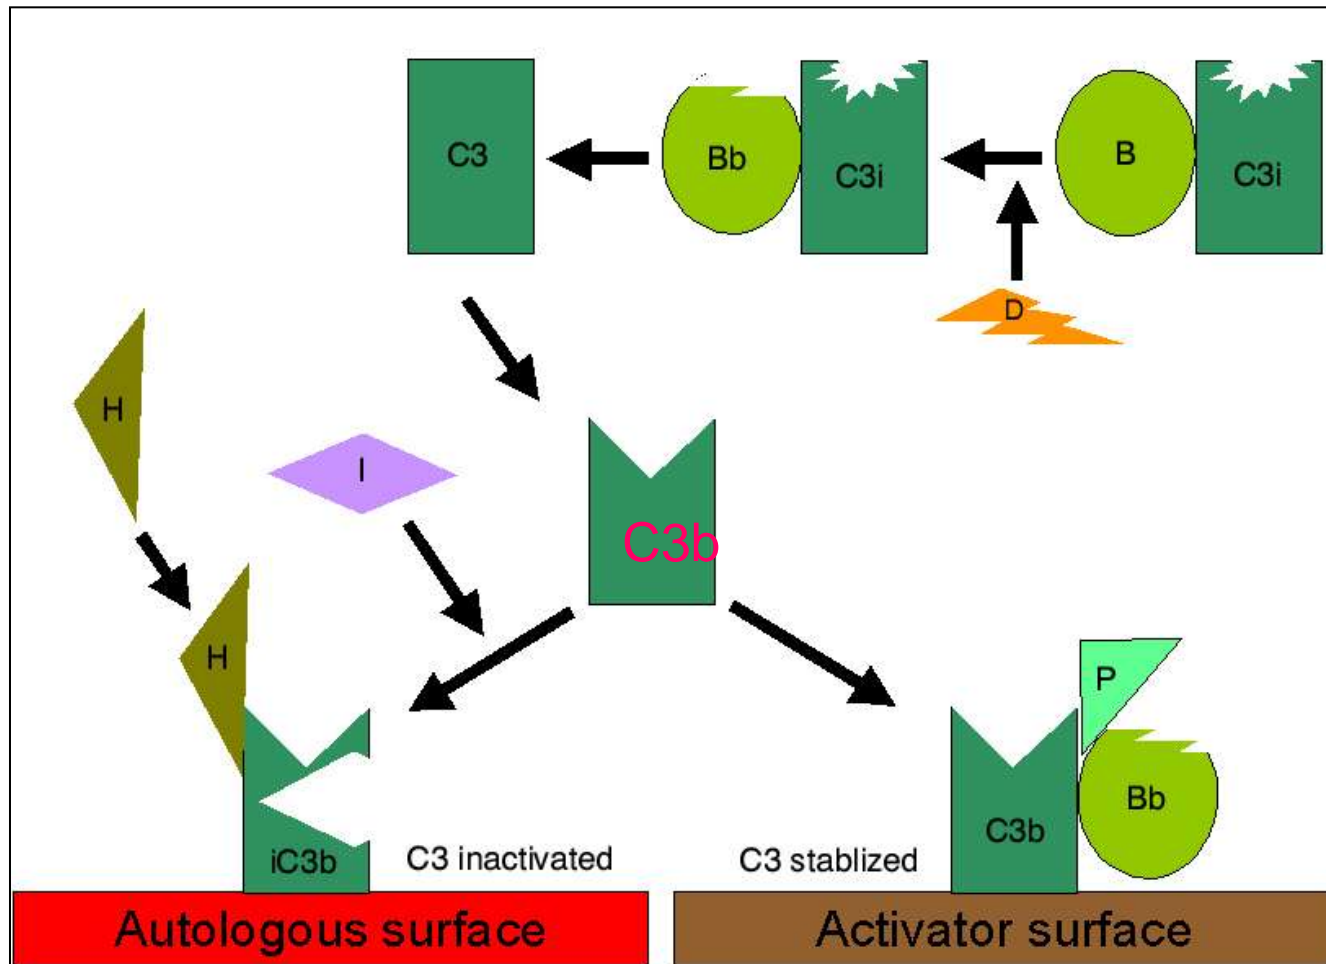 C3
Bb
C3i
B
C3i
D
H
I
C3b
H
P
Bb
C3b
iC3b
C3 inactivated
C3 stablized
Autologous surface
Activator surface